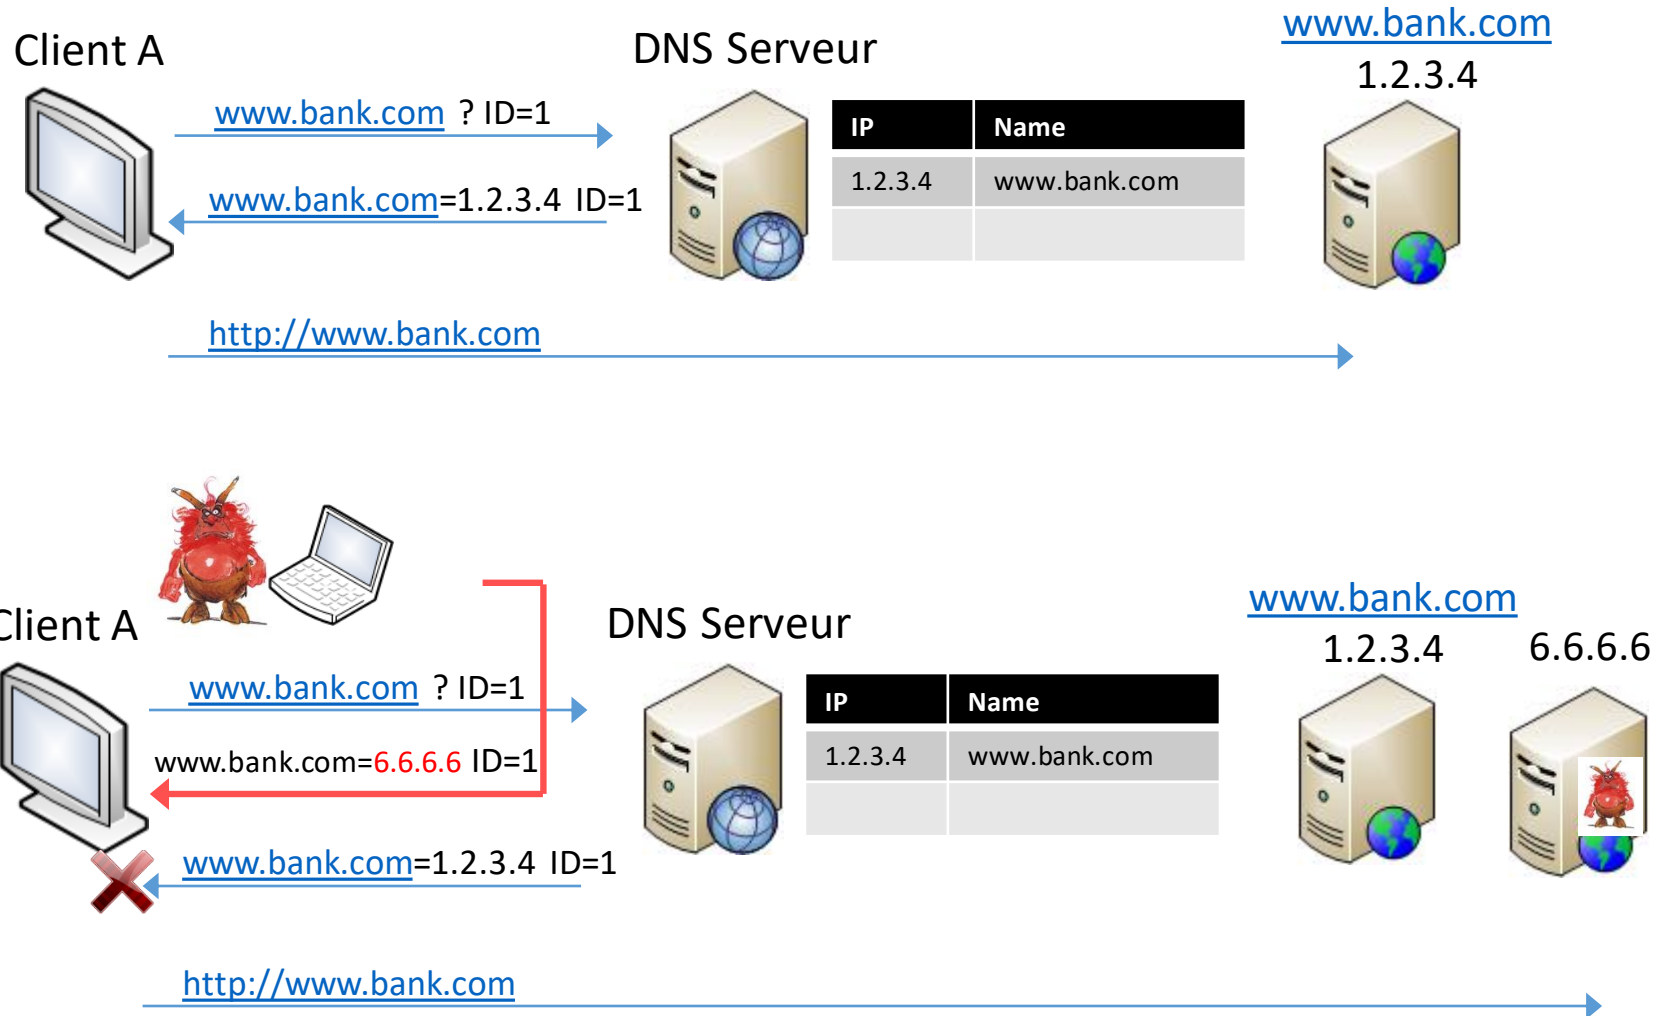 Client A
DNS Serveur
www.bank.com
1.2.3.4
www.bank.com ? ID=1
www.bank.com=1.2.3.4 ID=1
IP Name
1.2.3.4 www.bank.com
http://www.bank.com
Client A
DNS Serveur
www.bank.com
1.2.3.4 6.6.6.6
www.bank.com ? ID=1
www.bank.com=6.6.6.6 ID=1
www.bank.com=1.2.3.4 ID=1
IP Name
1.2.3.4 www.bank.com
http://www.bank.com